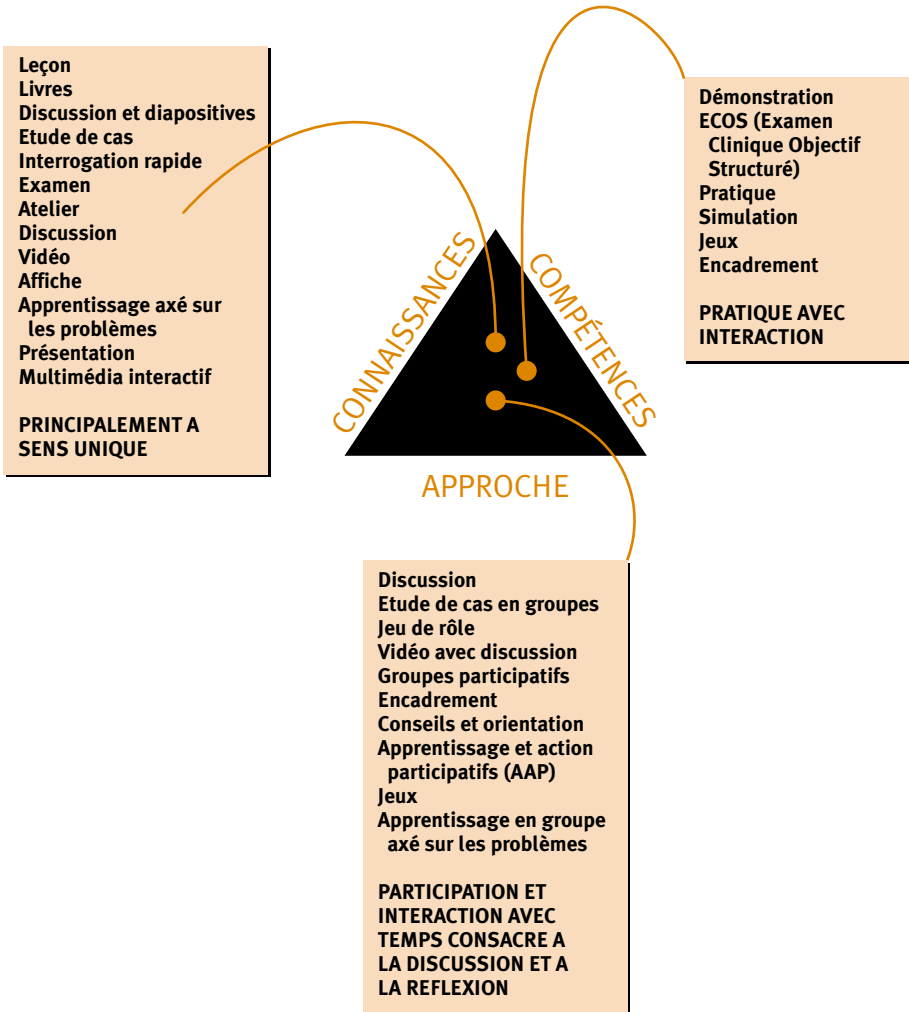 Leçon
Livres
Discussion et diapositives
Etude de cas
Interrogation rapide
Examen
Atelier
Discussion
Vidéo
Affiche
Apprentissage axé sur
les problèmes
Présentation
Multimédia interactif
PRINCIPALEMENT A
SENS UNIQUE
Démonstration
ECOS (Examen
Clinique Objectif
Structuré)
Pratique
Simulation
Jeux
Encadrement
PRATIQUE AVEC
INTERACTION
CONNAISSANCES
COMPÉTENCES
APPROCHE
Discussion
Etude de cas en groupes
Jeu de rôle
Vidéo avec discussion
Groupes participatifs
Encadrement
Conseils et orientation
Apprentissage et action
participatifs (AAP)
Jeux
Apprentissage en groupe
axé sur les problèmes
PARTICIPATION ET
INTERACTION AVEC
TEMPS CONSACRE A
LA DISCUSSION ET A
LA REFLEXION